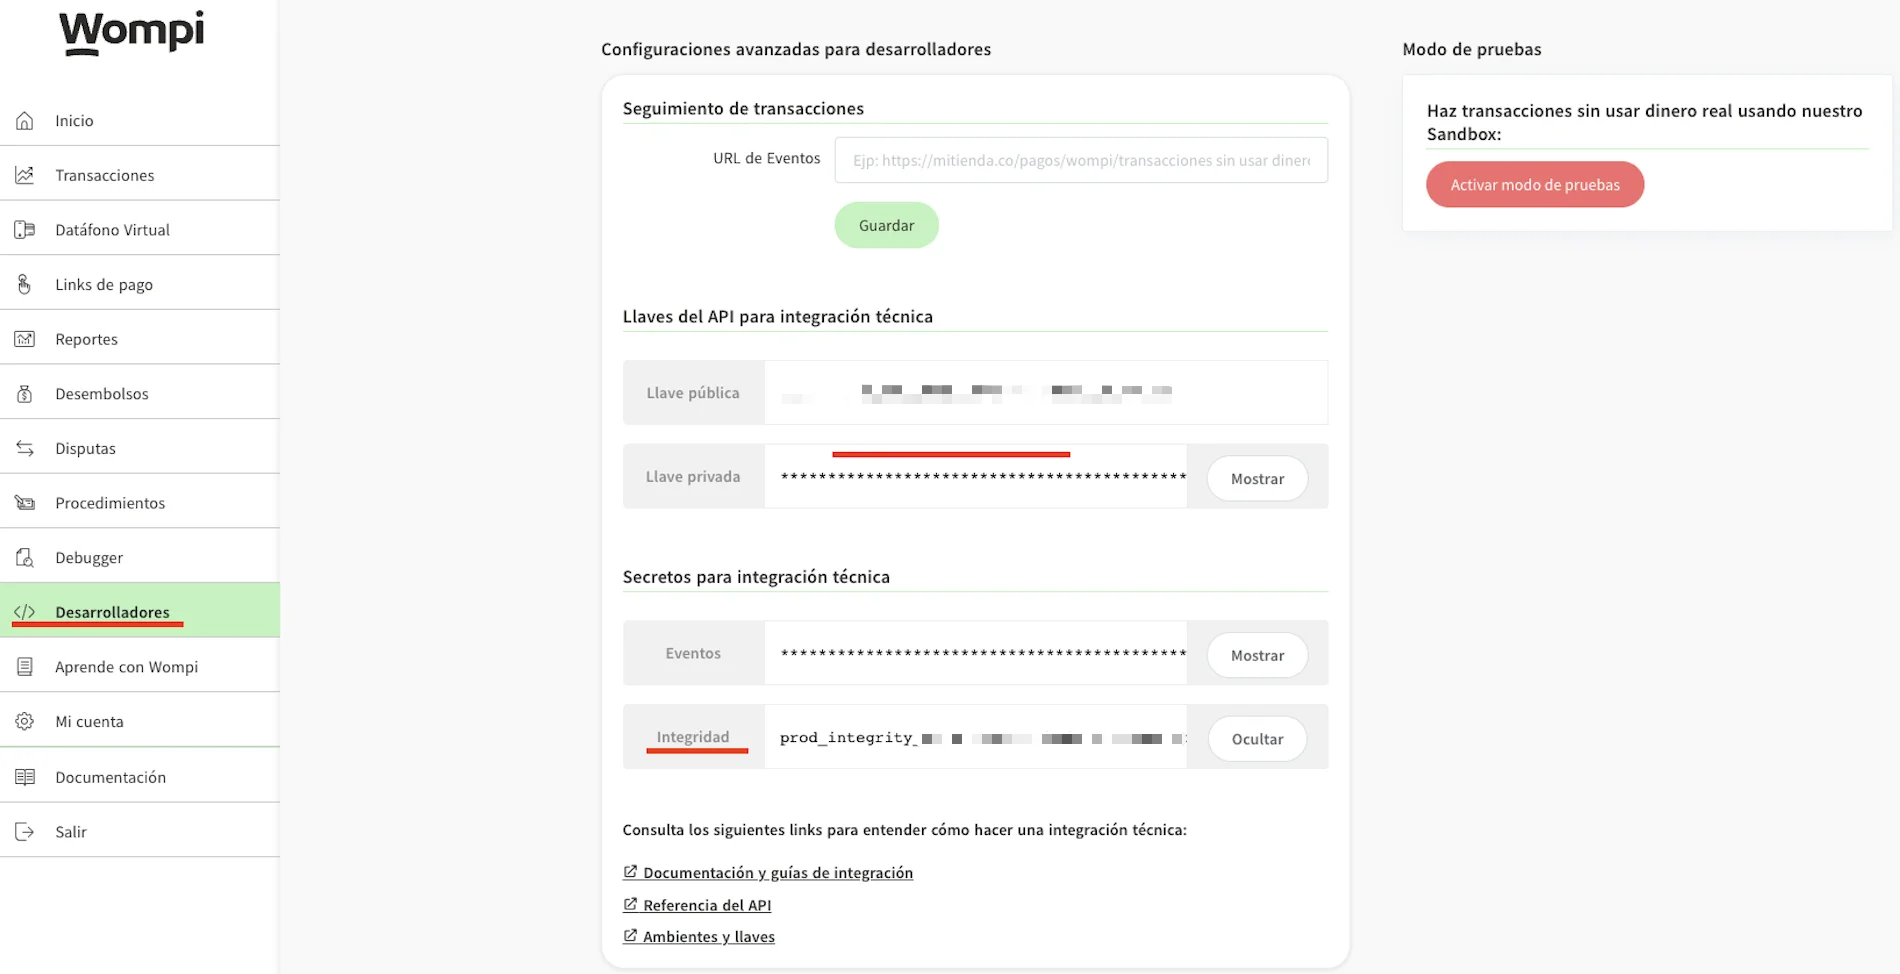 Wompi
Inicio
Transacciones
Datáfono Virtual
Links de pago
Reportes
Desembolsos
Disputas
Procedimientos
Debugger
Desarrolladores
Aprende con Wompi
Mi cuenta
Documentación
Salir
Configuraciones avanzadas para desarrolladores
Seguimiento de transacciones
URL de Eventos
Ejp: https://mitienda.co/pagos/wompi/transacciones sin usar diner
Guardar
Llaves del API para integración técnica
Llave pública
Llave privada
*******************************************
Mostrar
Secretos para integración técnica
Eventos
*******************************************
Mostrar
Integridad
prod_integrity_
Ocultar
Consulta los siguientes links para entender cómo hacer una integración técnica:
Documentación y guías de integración
Referencia del API
Ambientes y llaves
Modo de pruebas
Haz transacciones sin usar dinero real usando nuestro
Sandbox:
Activar modo de pruebas